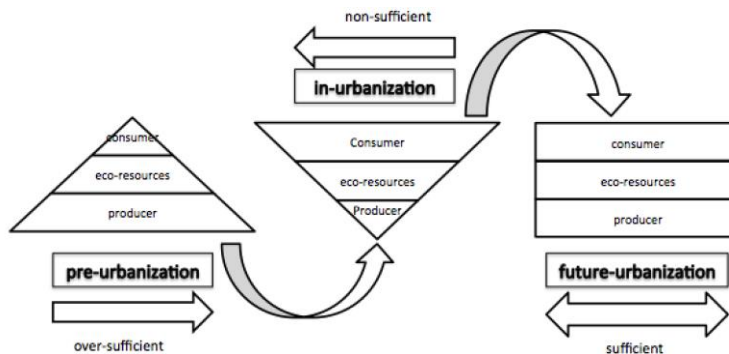 non-sufficient
in-urbanization
consumer
eco-resources
producer
Consumer
eco-resources
Producer
consumer
eco-resources
producer
pre-urbanization
future-urbanization
over-sufficient
sufficient